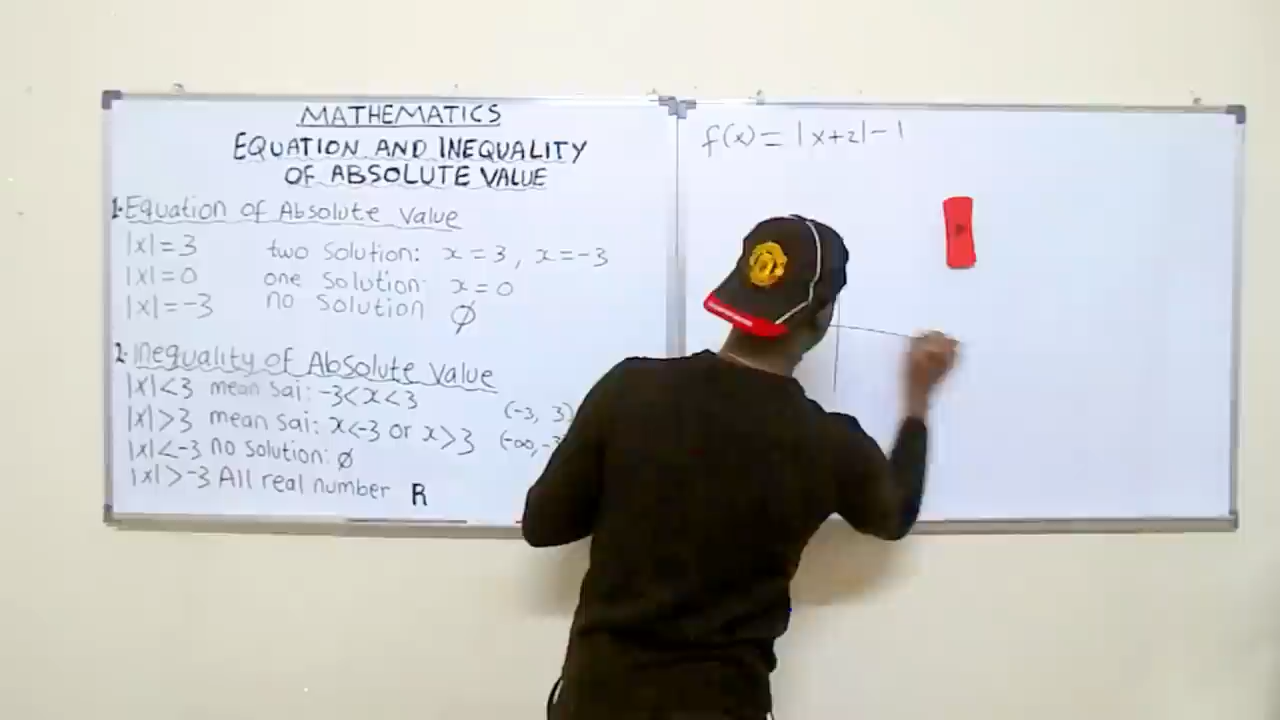 MATHEMATICS
EQUATION AND INEQUALITY
OF ABSOLUTE VALUE
1. Equation of Absolute Value
|x|=3 two solution: x=3, x=-3
|x|=0 one solution: x=0
|x|=-3 no solution ∅
2. Inequality of Absolute Value
|x|<3 mean sai: -3<x<3 (-3, 3)
|x|>3 mean sai: x<-3 or x>3 (-∞,-3
|x|<-3 no solution: ∅
|x|>-3 All real number R
f(x) = |x+2|-1